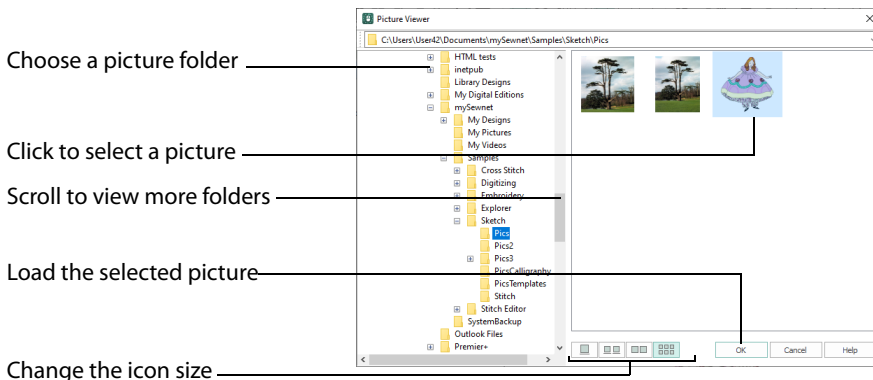 Picture Viewer
C:\Users\User42\Documents\mySewnet\Samples\Sketch\Pics
Choose a picture folder
Click to select a picture
Scroll to view more folders
Load the selected picture
Change the icon size
HTML tests
inetpub
Library Designs
My Digital Editions
mySewnet
My Designs
My Pictures
My Videos
Samples
Cross Stitch
Digitizing
Embroidery
Explorer
Sketch
Pics
Pics2
Pics3
PicsCalligraphy
PicsTemplates
Stitch
Stitch Editor
SystemBackup
Outlook Files
Premier+
OK Cancel Help